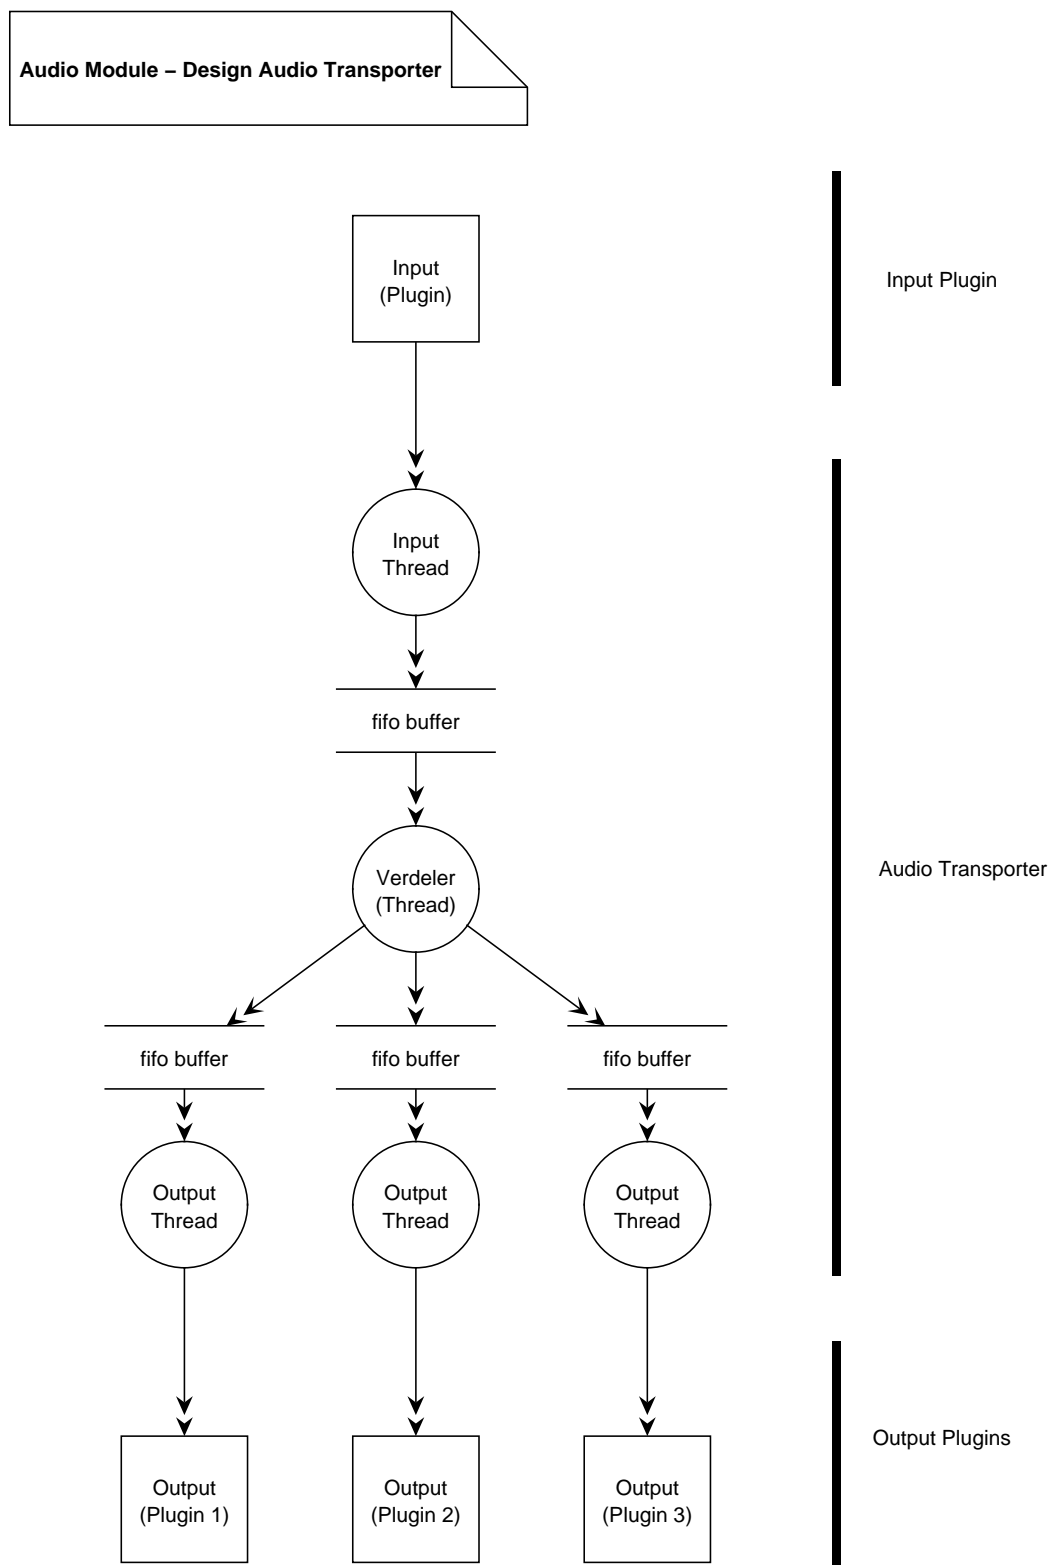 Audio Module – Design Audio Transporter
Input
(Plugin)
Input Plugin
Input
Thread
fifo buffer
Verdeler
(Thread)
Audio Transporter
fifo buffer
fifo buffer
fifo buffer
Output
Thread
Output
Thread
Output
Thread
Output Plugins
Output
(Plugin 1)
Output
(Plugin 2)
Output
(Plugin 3)